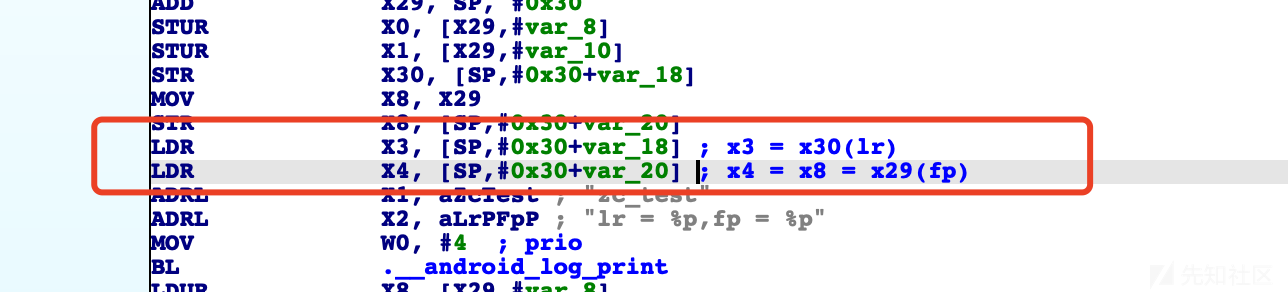 ADD X29, SP, #0x30
STUR X0, [X29,#var_8]
STUR X1, [X29,#var_10]
STR X30, [SP,#0x30+var_18]
MOV X8, X29
STR X8, [SP,#0x30+var_20]
LDR X3, [SP,#0x30+var_18] ; x3 = x30(lr)
LDR X4, [SP,#0x30+var_20] ; x4 = x8 = x29(fp)
ADRL X1, aZcTest ; "zc_test"
ADRL X2, aLrPFpP ; "lr = %p,fp = %p"
MOV W0, #4 ; prio
BL .__android_log_print
LDUR X8, [X29,#var_8]
先知社区